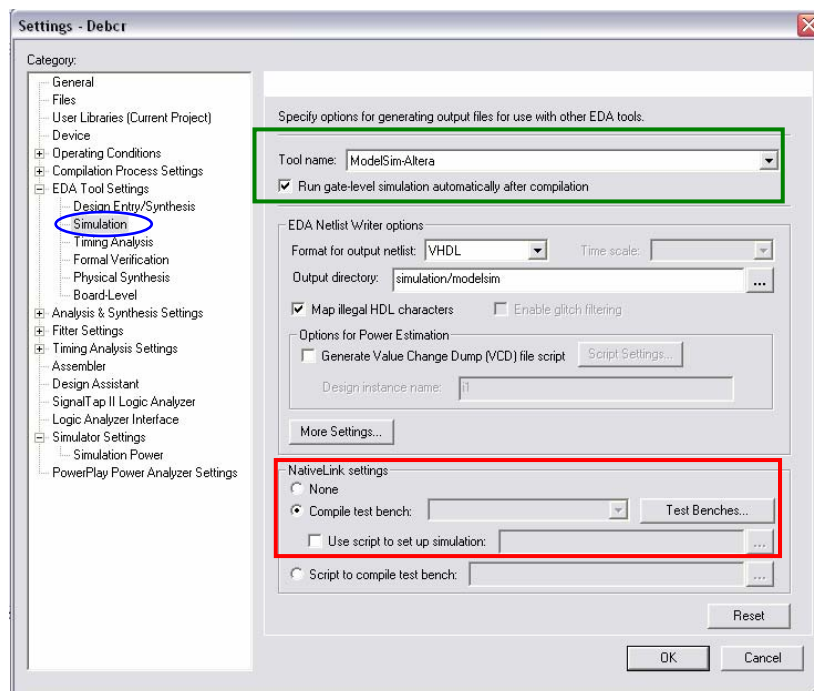 Settings - Debcr
Category:
General
Files
User Libraries (Current Project)
Device
Operating Conditions
Compilation Process Settings
EDA Tool Settings
Design Entry/Synthesis
Simulation
Timing Analysis
Formal Verification
Physical Synthesis
Board-Level
Analysis & Synthesis Settings
Fitter Settings
Timing Analysis Settings
Assembler
Design Assistant
SignalTap II Logic Analyzer
Logic Analyzer Interface
Simulator Settings
Simulation Power
PowerPlay Power Analyzer Settings
Specify options for generating output files for use with other EDA tools.
Tool name: ModelSim-Altera
Run gate-level simulation automatically after compilation
EDA Netlist Writer options
Format for output netlist: VHDL Time scale:
Output directory: simulation/modelsim ...
Map illegal HDL characters Enable glitch filtering
Options for Power Estimation
Generate Value Change Dump (VCD) file script Script Settings...
Design instance name: i1
More Settings...
NativeLink settings
None
Compile test bench: Test Benches...
Use script to set up simulation: ...
Script to compile test bench: ...
Reset
OK Cancel